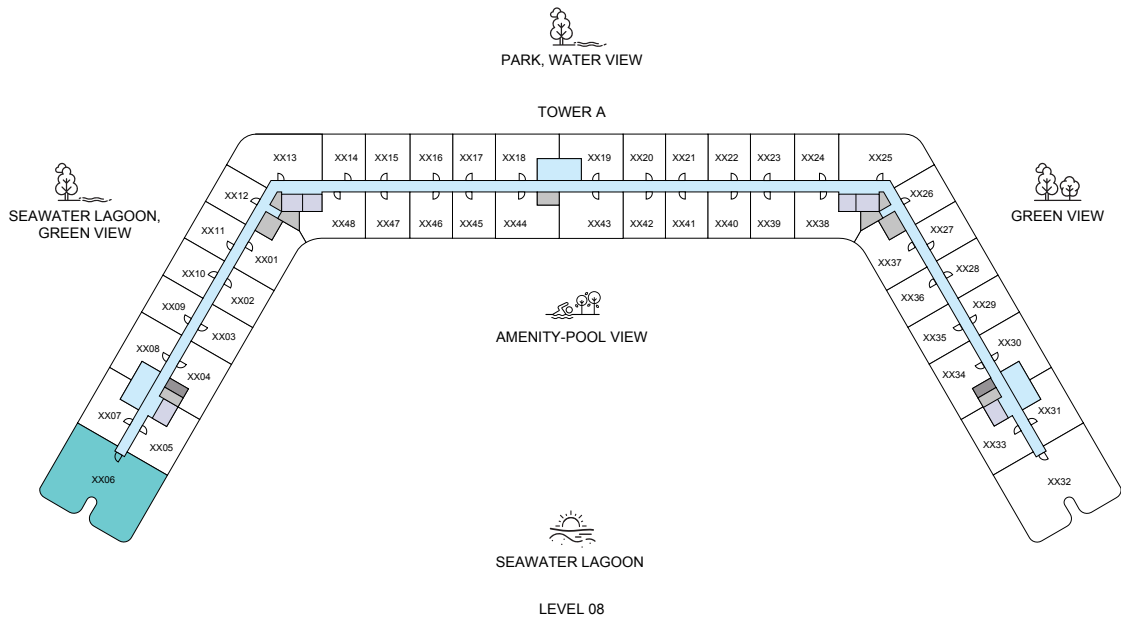 PARK, WATER VIEW
TOWER A
XX13
XX14
XX15
XX16
XX17
XX18
XX19
XX20
XX21
XX22
XX23
XX24
XX25
XX12
XX26
SEAWATER LAGOON,
GREEN VIEW
GREEN VIEW
XX11
XX48
XX47
XX46
XX45
XX44
XX43
XX42
XX41
XX40
XX39
XX38
XX27
XX01
XX37
XX10
XX28
XX02
XX36
XX09
XX29
XX03
XX35
AMENITY-POOL VIEW
XX08
XX30
XX04
XX34
XX07
XX31
XX05
XX33
XX06
XX32
SEAWATER LAGOON
LEVEL 08